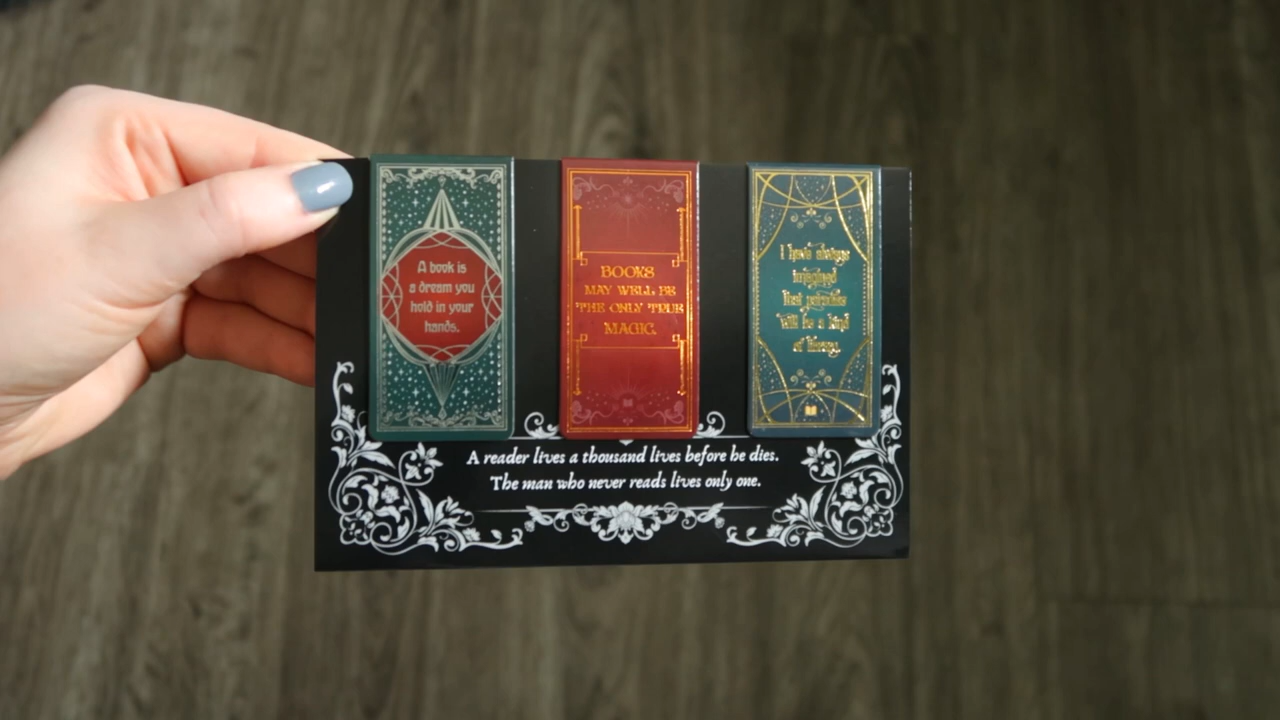 A book is
a dream you
hold in your
hands.
BOOKS
MAY WELL BE
THE ONLY TRUE
MAGIC.
I have always
imagined
that paradise
Will be a kind
of library.
A reader lives a thousand lives before he dies.
The man who never reads lives only one.